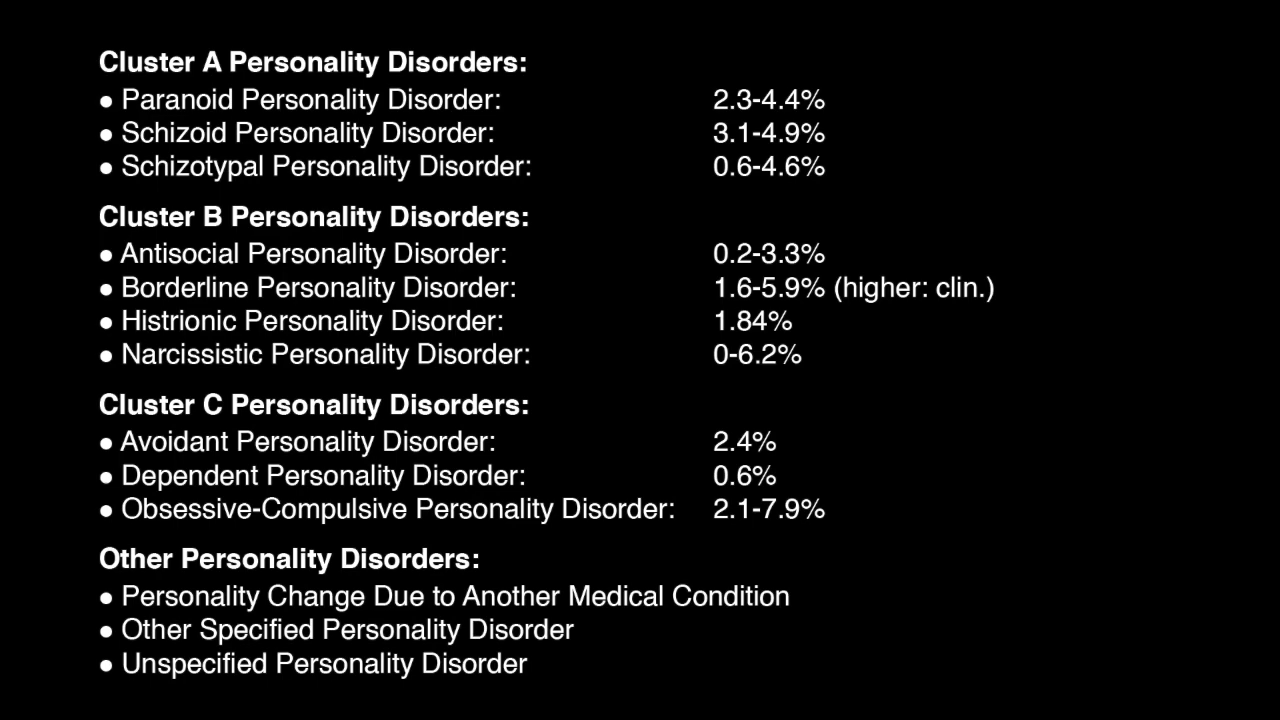 Cluster A Personality Disorders:
● Paranoid Personality Disorder: 2.3-4.4%
● Schizoid Personality Disorder: 3.1-4.9%
● Schizotypal Personality Disorder: 0.6-4.6%
Cluster B Personality Disorders:
● Antisocial Personality Disorder: 0.2-3.3%
● Borderline Personality Disorder: 1.6-5.9% (higher: clin.)
● Histrionic Personality Disorder: 1.84%
● Narcissistic Personality Disorder: 0-6.2%
Cluster C Personality Disorders:
● Avoidant Personality Disorder: 2.4%
● Dependent Personality Disorder: 0.6%
● Obsessive-Compulsive Personality Disorder: 2.1-7.9%
Other Personality Disorders:
● Personality Change Due to Another Medical Condition
● Other Specified Personality Disorder
● Unspecified Personality Disorder